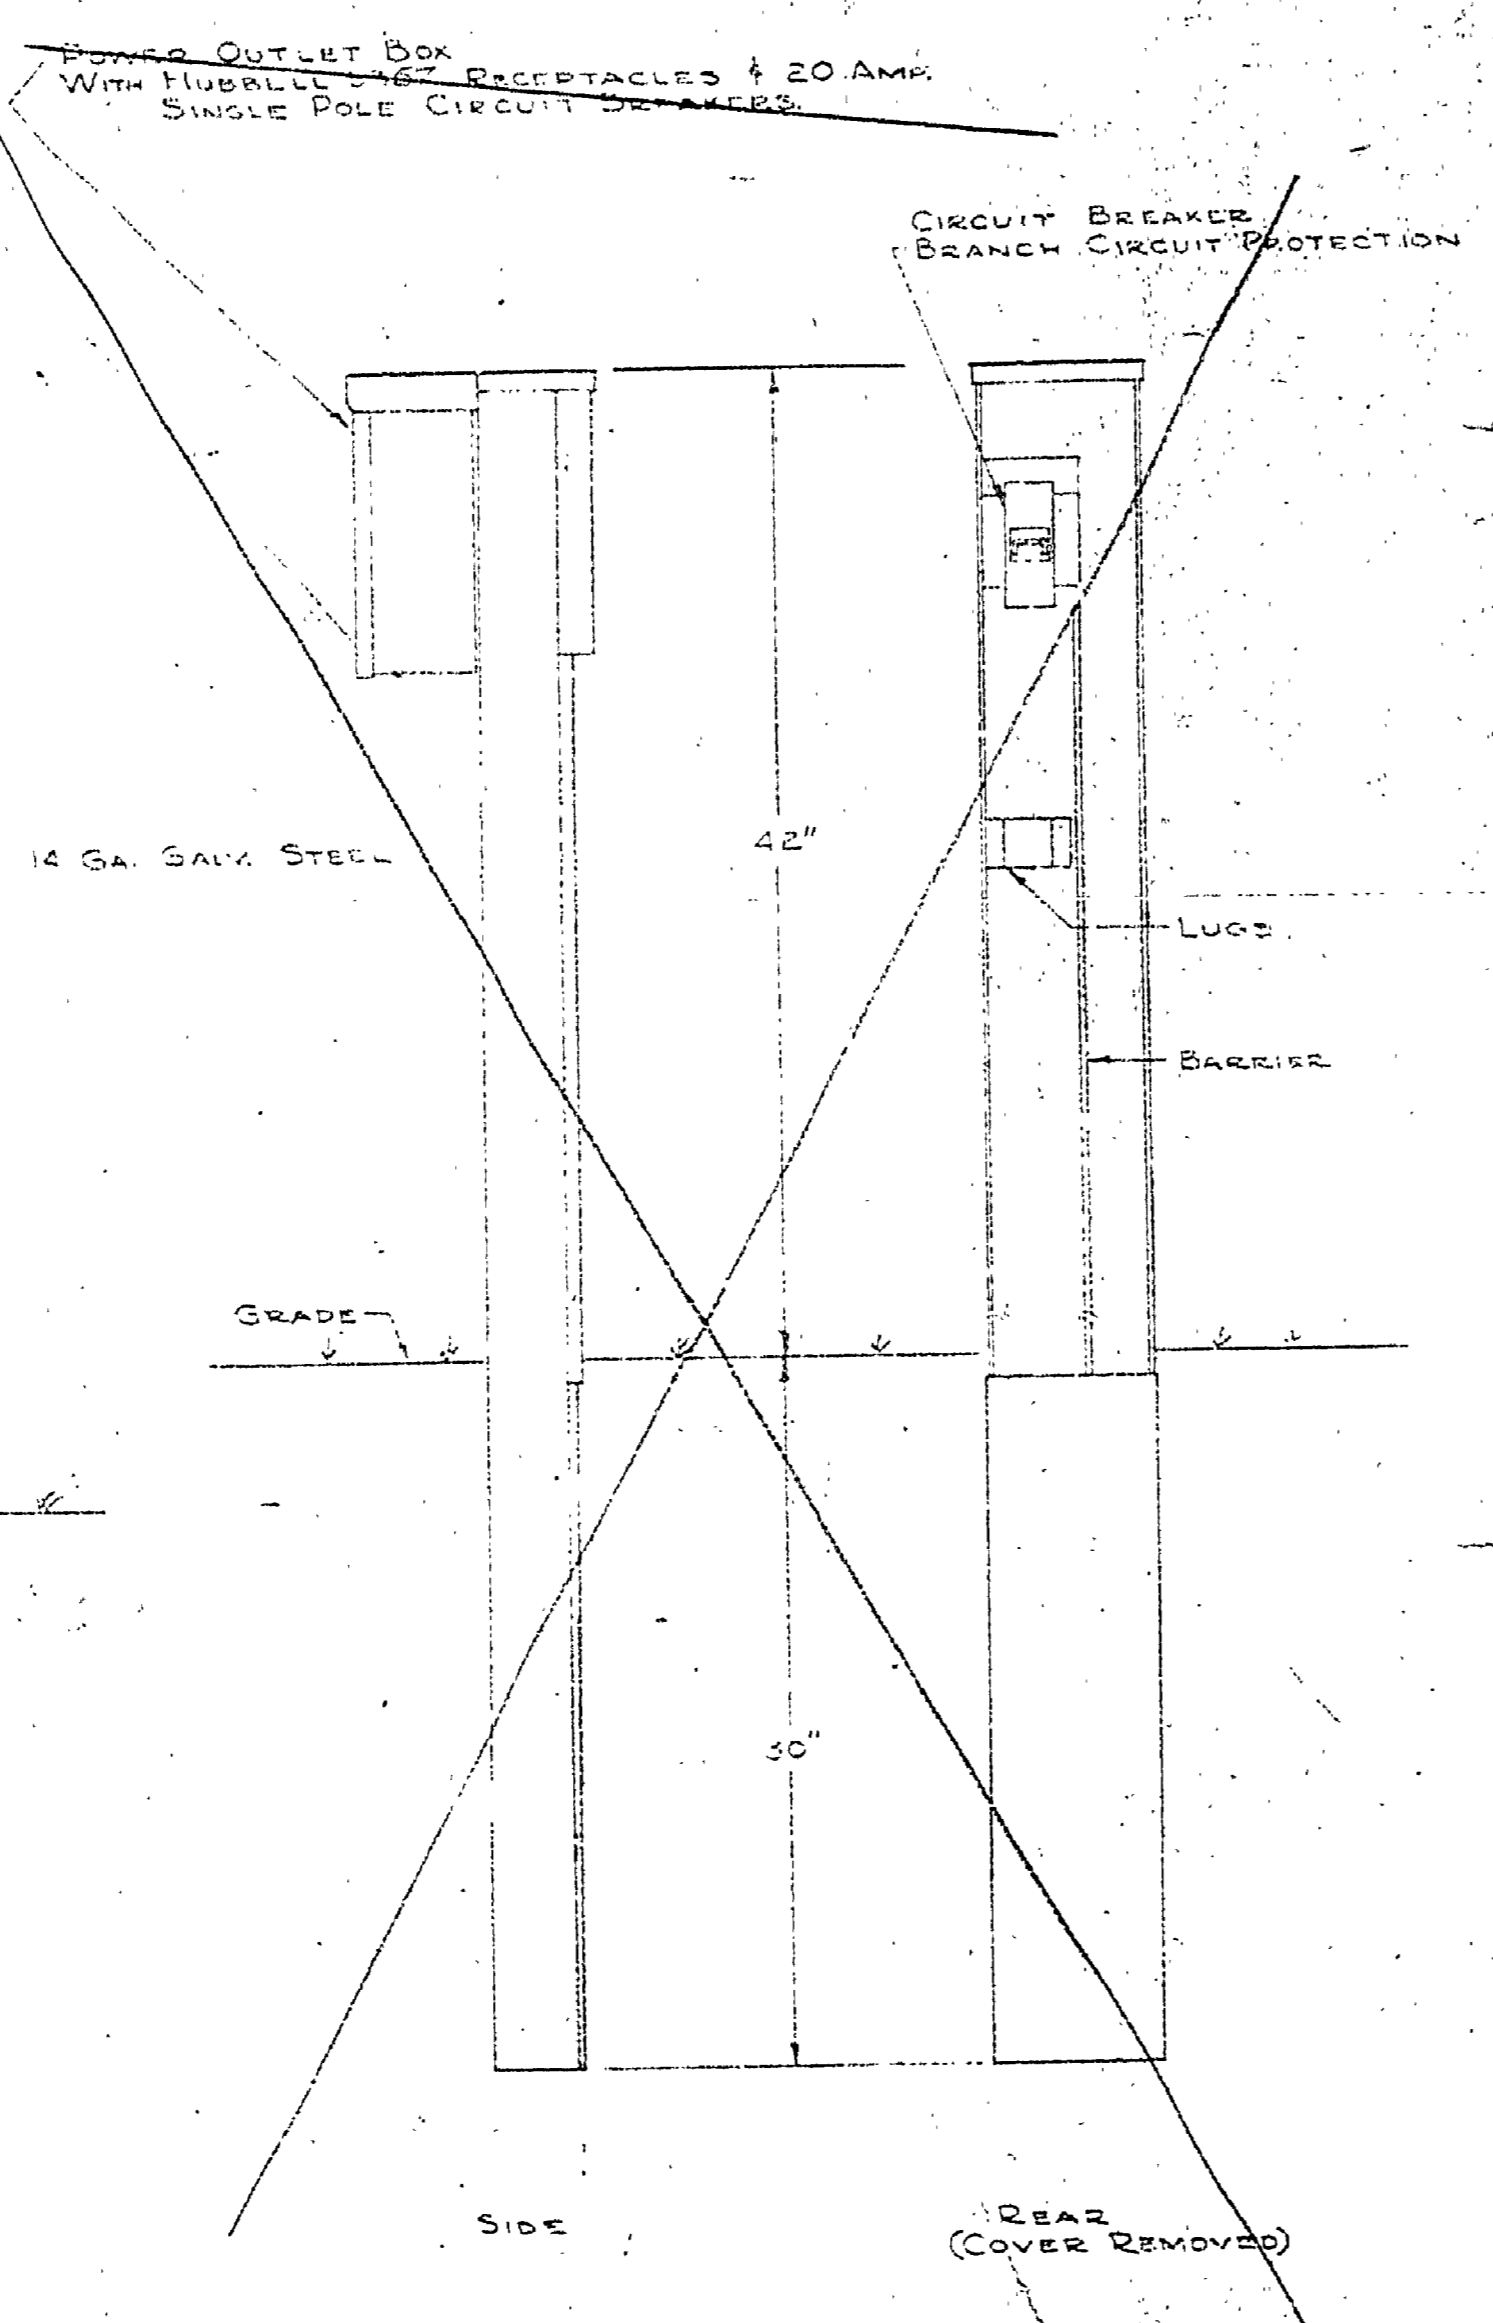 POWER OUTLET BOX
WITH HUBBELL RECEPTACLES & 20 AMP.
SINGLE POLE CIRCUIT BREAKERS.
CIRCUIT BREAKER
BRANCH CIRCUIT PROTECTION
42"
14 GA. GALV. STEEL
LUGS
BARRIER
GRADE
30"
SIDE
REAR
(COVER REMOVED)